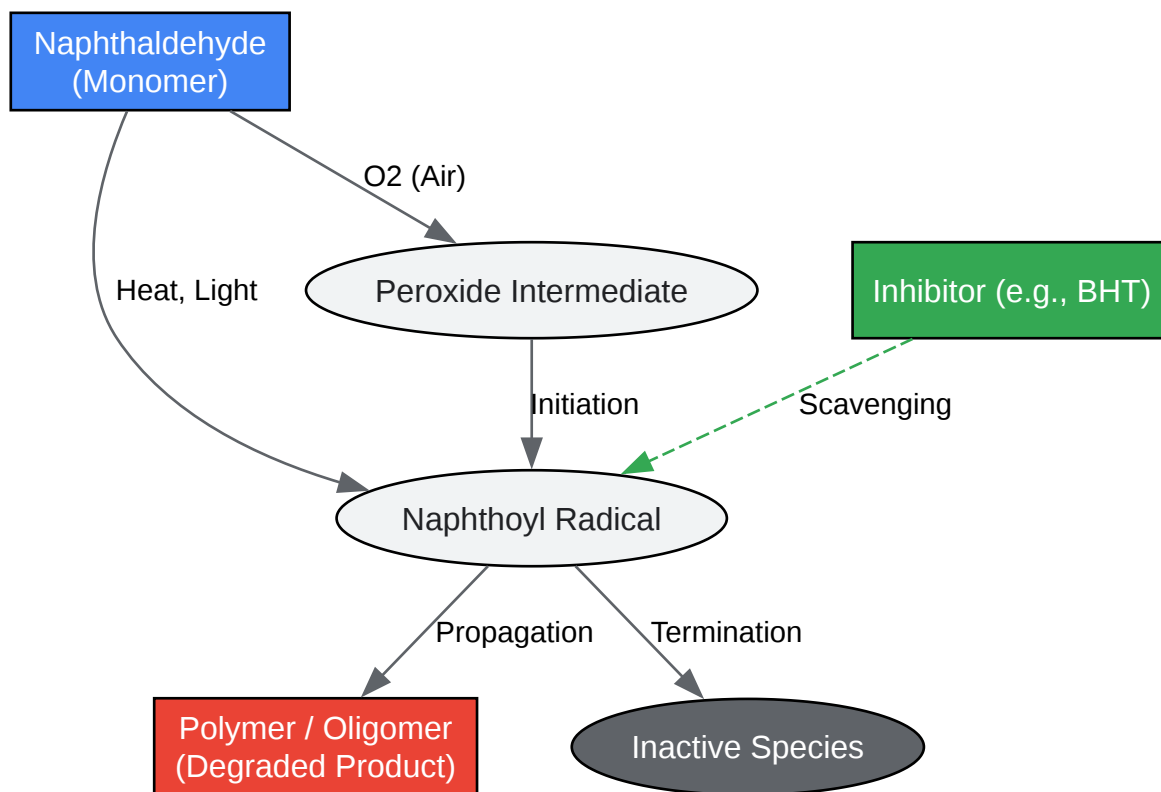 Naphthaldehyde
(Monomer)
O2 (Air)
Heat, Light
Peroxide Intermediate
Inhibitor (e.g., BHT)
Initiation
Scavenging
Naphthoyl Radical
Propagation
Termination
Polymer / Oligomer
(Degraded Product)
Inactive Species